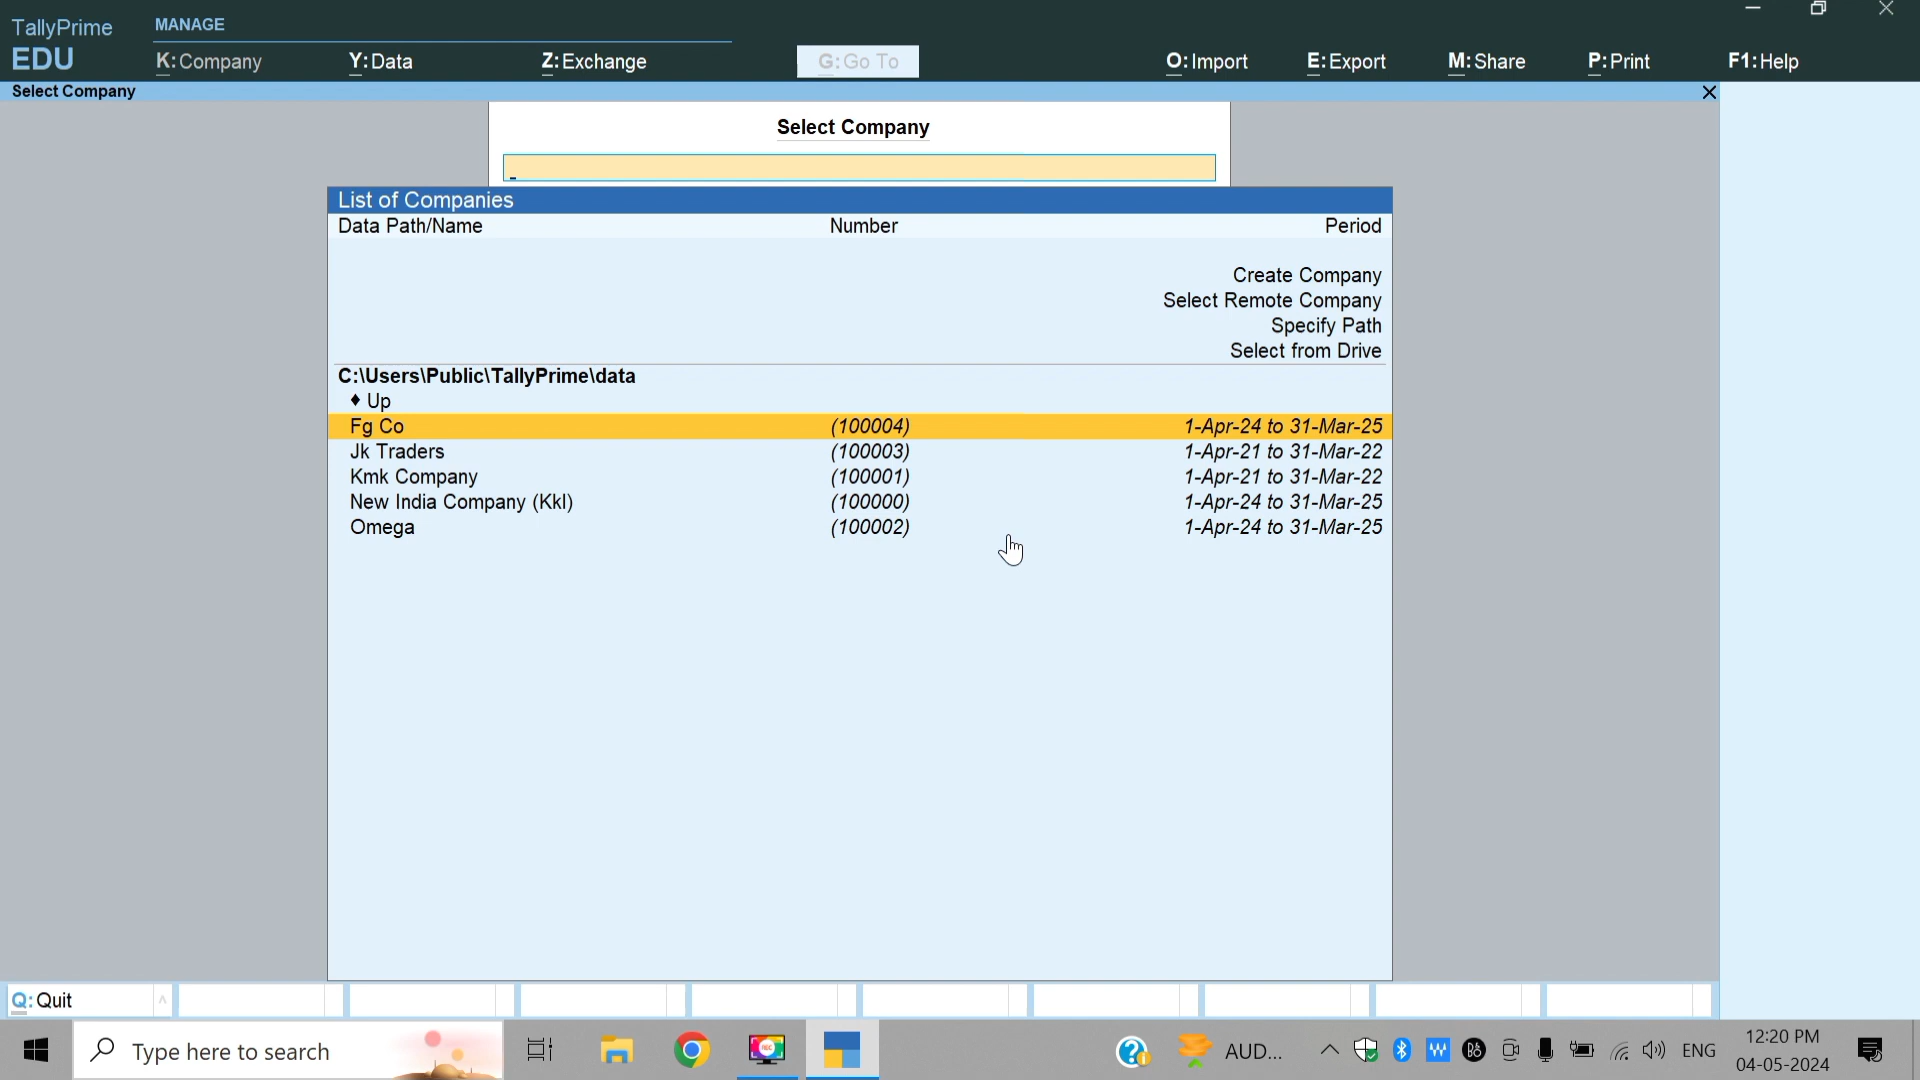 TallyPrime MANAGE
EDU K: Company Y: Data Z: Exchange G: Go To O: Import E: Export M: Share P: Print F1: Help
Select Company
Select Company
List of Companies
Data Path/Name Number Period
Create Company
Select Remote Company
Specify Path
Select from Drive
C:\Users\Public\TallyPrime\data
♦ Up
Fg Co (100004) 1-Apr-24 to 31-Mar-25
Jk Traders (100003) 1-Apr-21 to 31-Mar-22
Kmk Company (100001) 1-Apr-21 to 31-Mar-22
New India Company (Kkl) (100000) 1-Apr-24 to 31-Mar-25
Omega (100002) 1-Apr-24 to 31-Mar-25
Q: Quit
Type here to search AUD... ENG 12:20 PM
04-05-2024